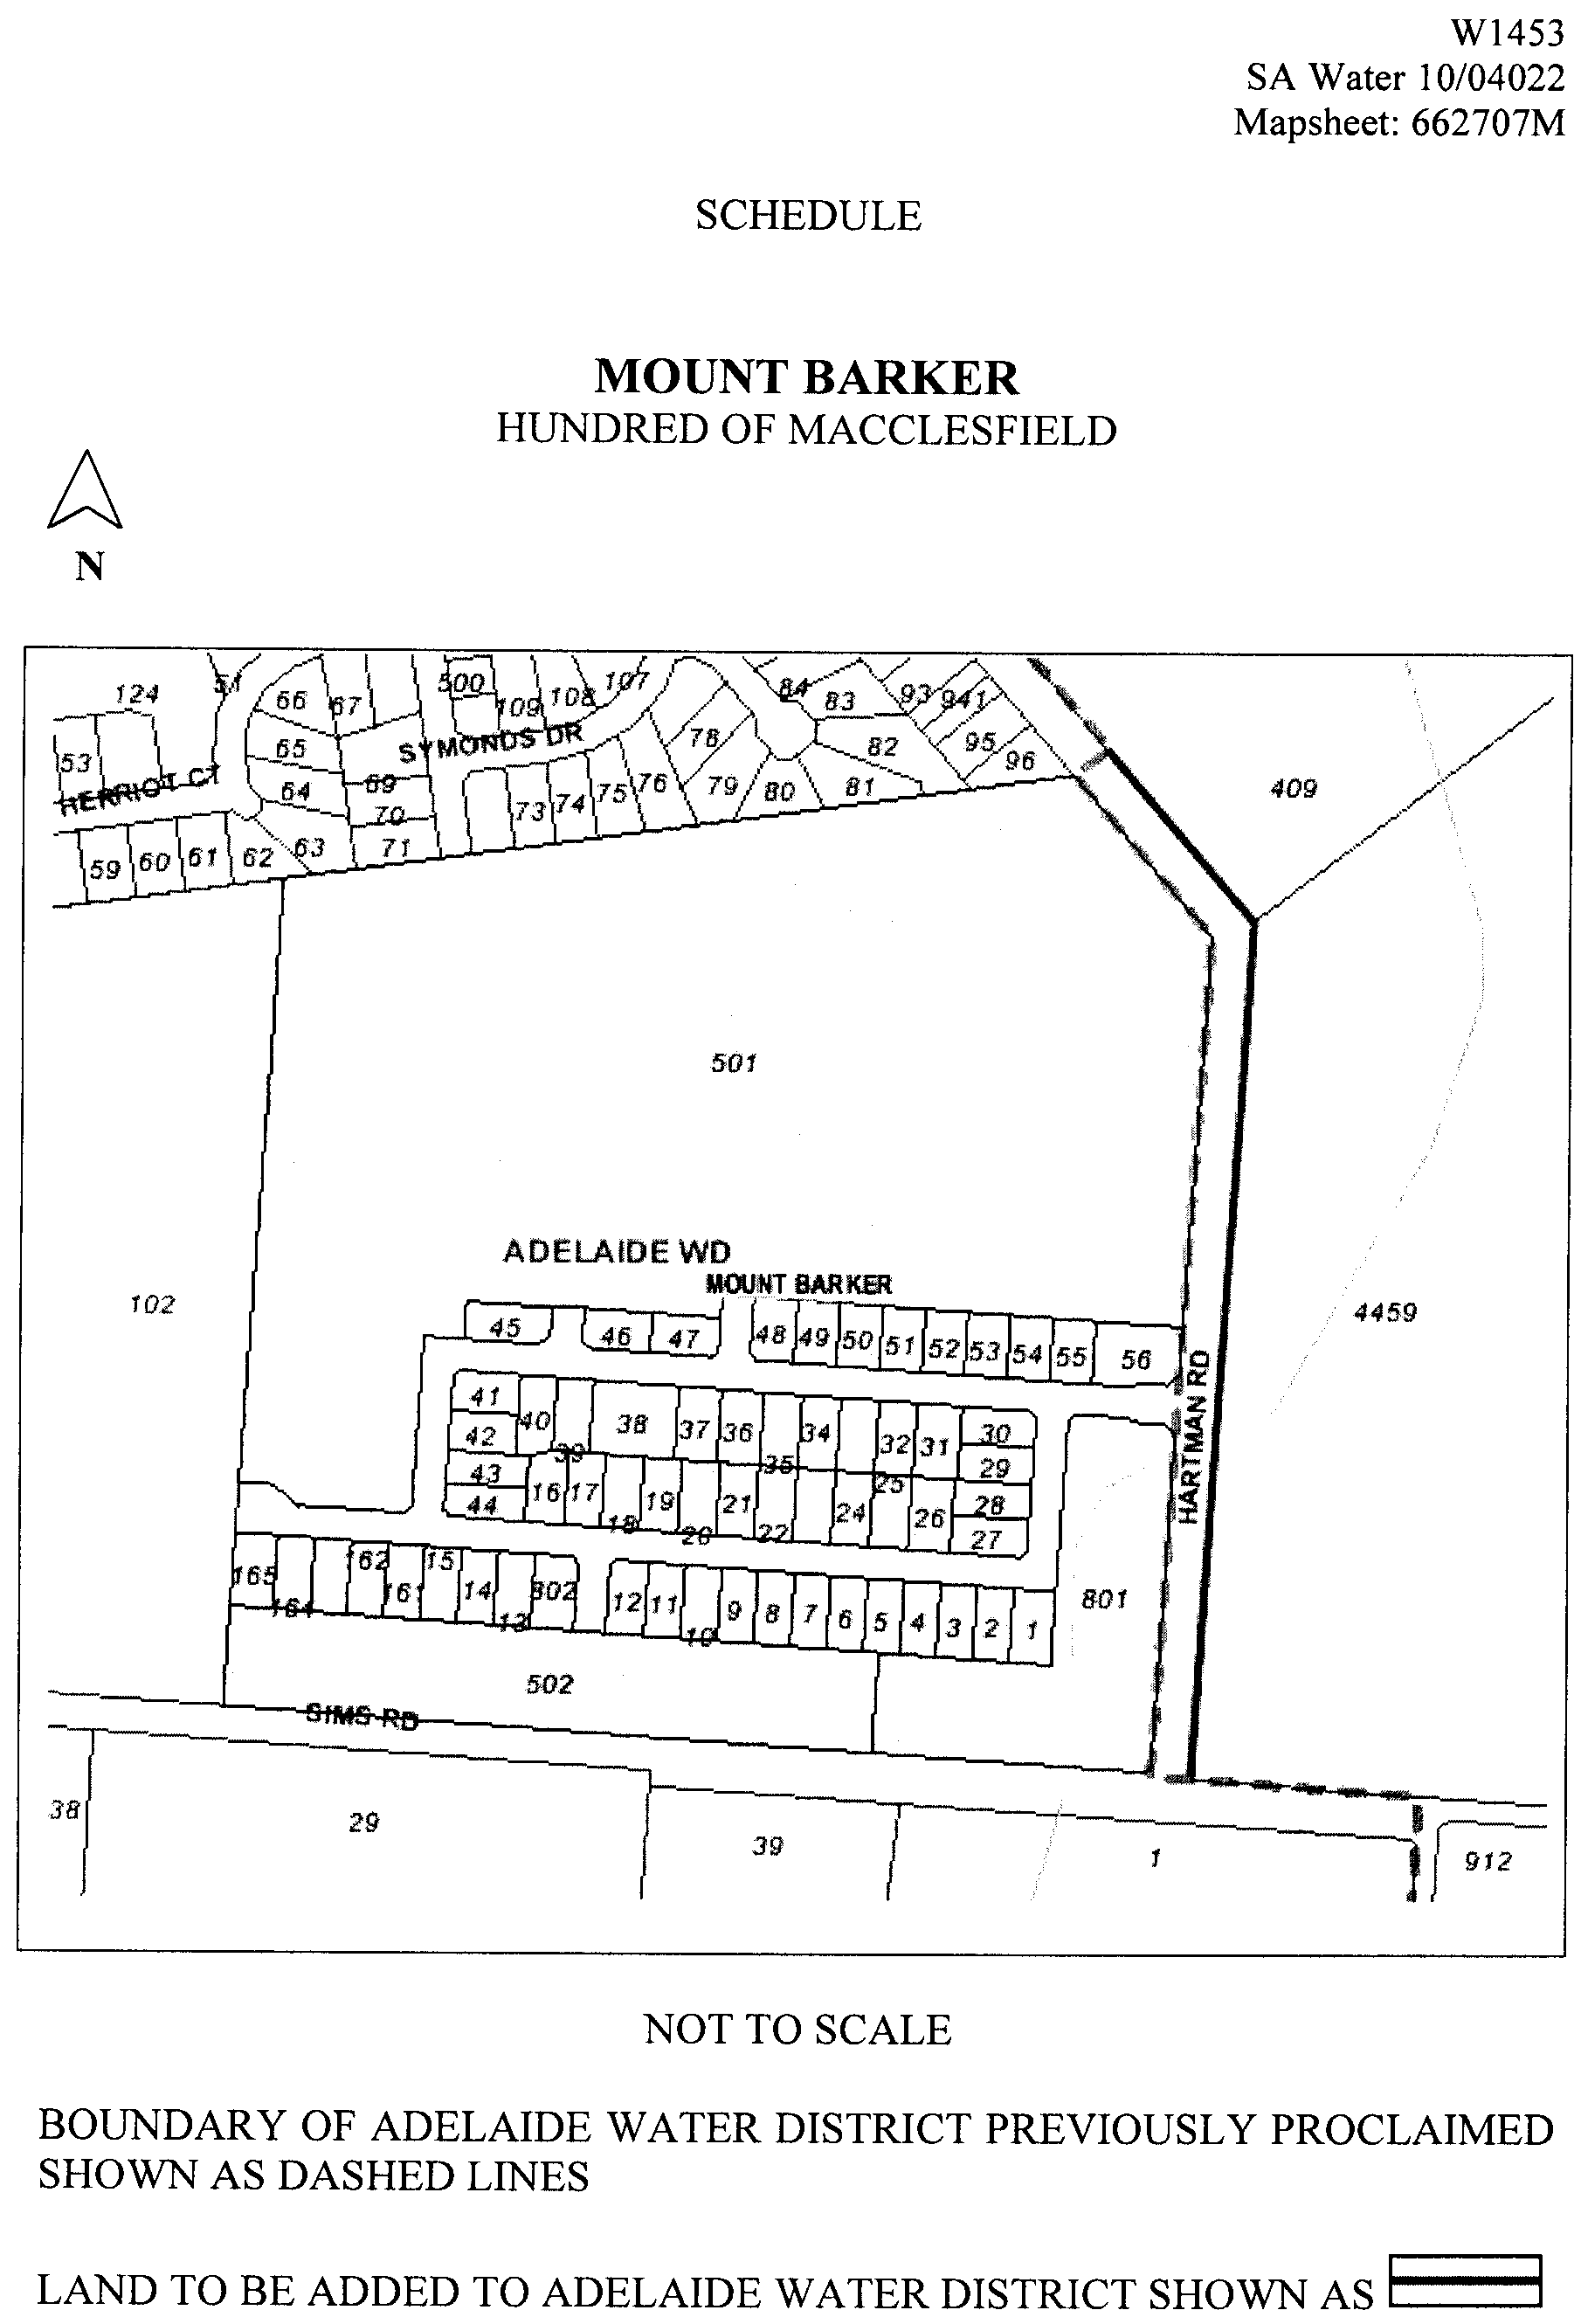 W1453
SA Water 10/04022
Mapsheet: 662707M
SCHEDULE
MOUNT BARKER
HUNDRED OF MACCLESFIELD
N
124 51 66 67 500 109 108 107 84 83 93 941
53 65 SYMONDS DR 78 82 95 96
HERRIOT CT 64 69 70 73 74 75 76 79 80 81 409
59 60 61 62 63 71
501
ADELAIDE WD
MOUNT BARKER
102 4459
45 46 47 48 49 50 51 52 53 54 55 56
HARTMAN RD
41 40 38 37 36 34 32 31 30
42 39 35 29
43 16 17 19 21 24 25 26 28
44 18 20 22 27
165 164 162 161 15 14 13 802 12 11 10 9 8 7 6 5 4 3 2 1 801
502
SIMS RD
38 29 39 1 912
NOT TO SCALE
BOUNDARY OF ADELAIDE WATER DISTRICT PREVIOUSLY PROCLAIMED
SHOWN AS DASHED LINES
LAND TO BE ADDED TO ADELAIDE WATER DISTRICT SHOWN AS